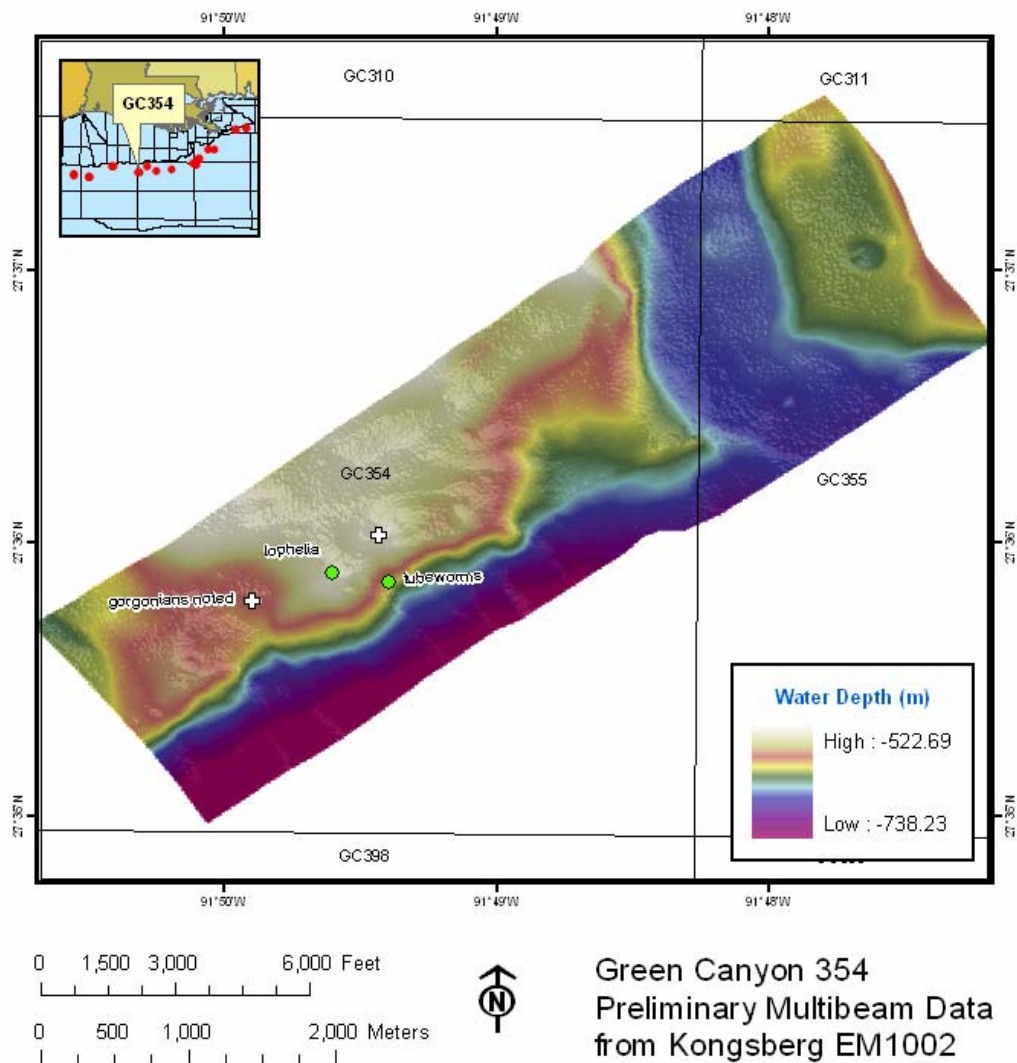 91°50'W 91°49'W 91°48'W
GC310
GC311
GC354
27°37'N 27°37'N
GC354
GC355
27°36'N 27°36'N
lophelia
tubeworms
gorgonians noted
Water Depth (m)
High : -522.69
Low : -738.23
27°35'N 27°35'N
GC398
91°50'W 91°49'W 91°48'W
0 1,500 3,000 6,000 Feet
0 500 1,000 2,000 Meters
N
Green Canyon 354
Preliminary Multibeam Data
from Kongsberg EM1002